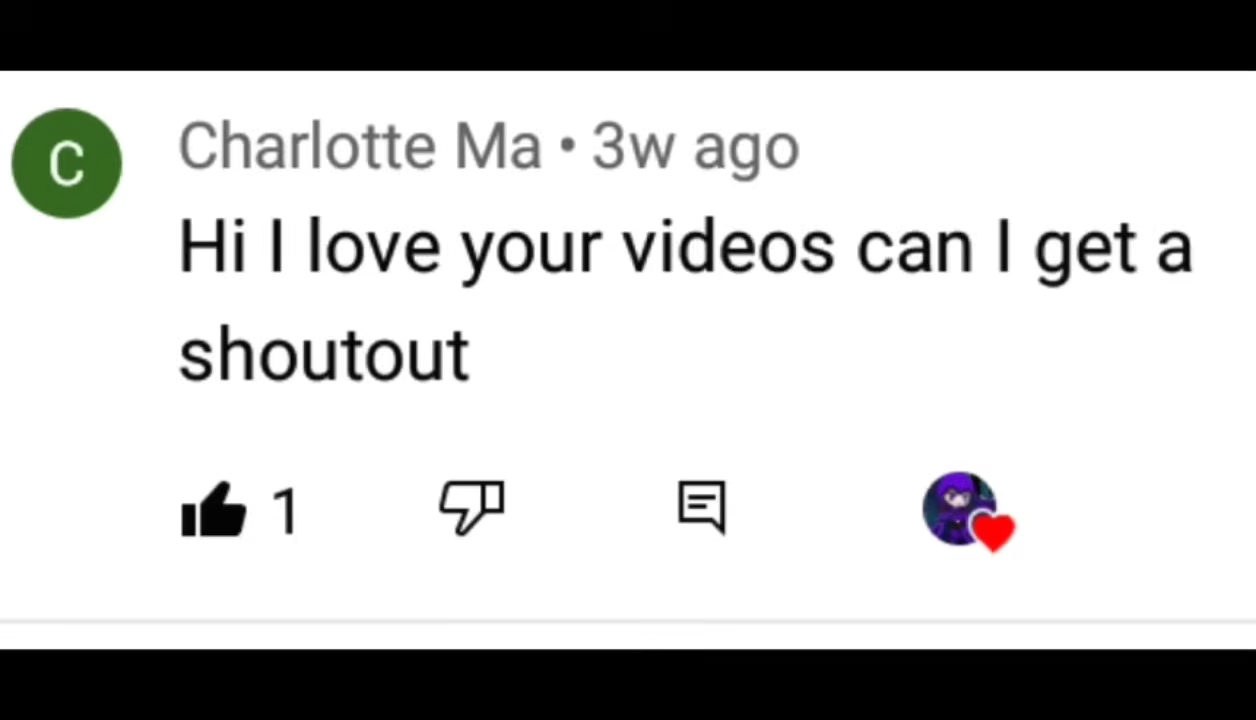 C
Charlotte Ma • 3w ago
Hi I love your videos can I get a
shoutout
1